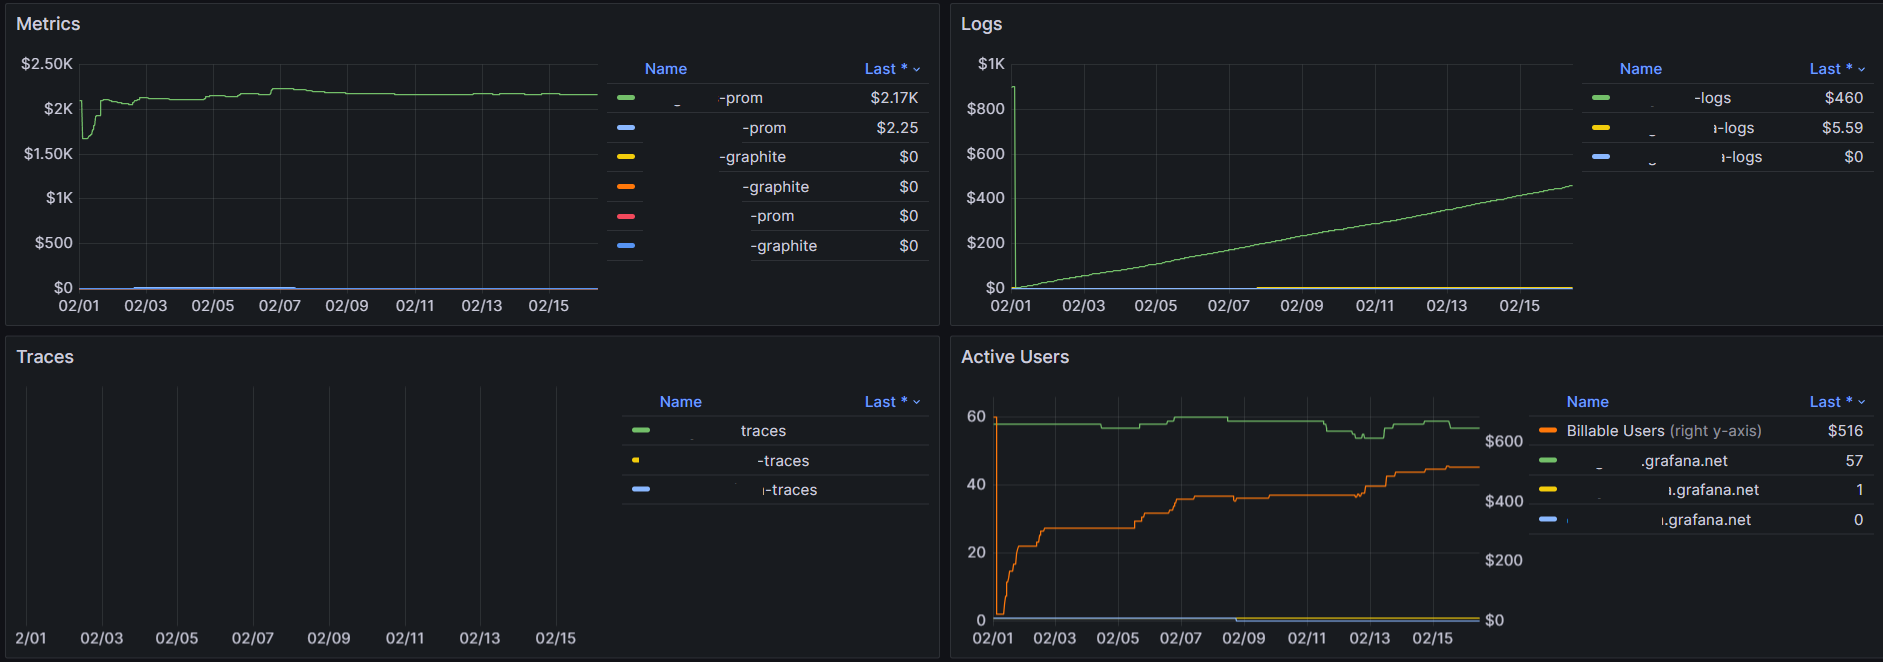 Metrics
$2.50K
$2K
$1.50K
$1K
$500
$0
02/01 02/03 02/05 02/07 02/09 02/11 02/13 02/15
Name Last *
-prom $2.17K
-prom $2.25
-graphite $0
-graphite $0
-prom $0
-graphite $0
Logs
$1K
$800
$600
$400
$200
$0
02/01 02/03 02/05 02/07 02/09 02/11 02/13 02/15
Name Last *
-logs $460
a-logs $5.59
a-logs $0
Traces
2/01 02/03 02/05 02/07 02/09 02/11 02/13 02/15
Name Last *
traces
-traces
-traces
Active Users
60
40
20
0
$600
$400
$200
$0
02/01 02/03 02/05 02/07 02/09 02/11 02/13 02/15
Name Last *
Billable Users (right y-axis) $516
.grafana.net 57
.grafana.net 1
.grafana.net 0